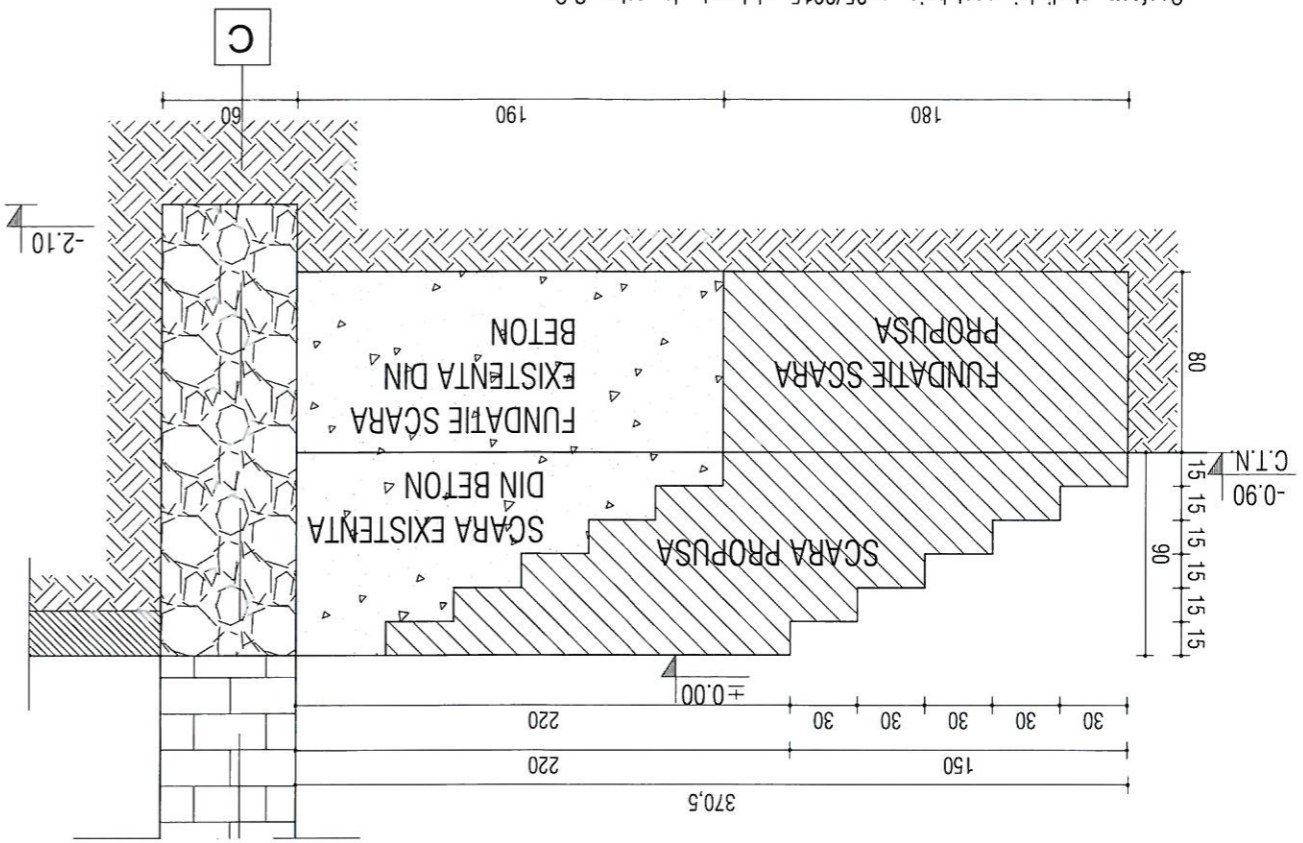 370,5
150 220
30 30 30 30 30 220
±0.00
15 15 15 15 15 15
90
SCARA PROPUSA
SCARA EXISTENTA
DIN BETON
-0.90
C.T.N.
80
FUNDATIE SCARA
PROPUSA
FUNDATIE SCARA
EXISTENTA DIN
BETON
-2.10
180 190 60
C